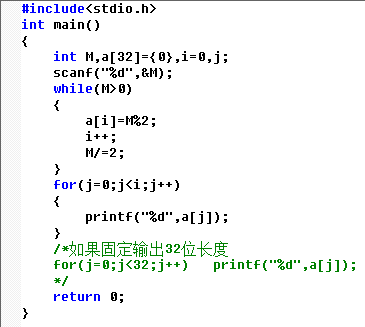 #include<stdio.h>
int main()
{
    int M,a[32]={0},i=0,j;
    scanf("%d",&M);
    while(M>0)
    {
        a[i]=M%2;
        i++;
        M/=2;
    }
    for(j=0;j<i;j++)
    {
        printf("%d",a[j]);
    }
    /*如果固定输出32位长度
    for(j=0;j<32;j++)   printf("%d",a[j]);
    */
    return 0;
}